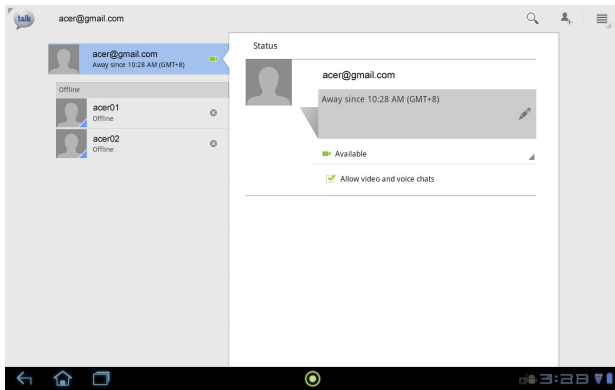 talk
acer@gmail.com
acer@gmail.com
Away since 10:28 AM (GMT+8)
Offline
acer01
Offline
acer02
Offline
Status
acer@gmail.com
Away since 10:28 AM (GMT+8)
Available
Allow video and voice chats
3:28